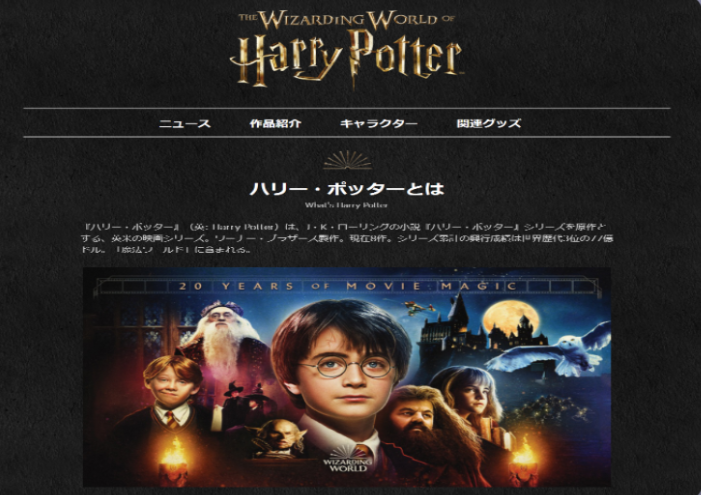 THE WIZARDING WORLD OF
Harry Potter
ニュース 作品紹介 キャラクター 関連グッズ
ハリー・ポッターとは
What's Harry Potter
『ハリー・ポッター』（英: Harry Potter）は、J・K・ローリングの小説『ハリー・ポッター』シリーズを原作と
する、英米の映画シリーズ。ワーナー・ブラザース製作。現在8作。シリーズ累計の興行成績は世界歴代3位の77億
ドル。「魔法ワールド」に含まれる。
20 YEARS OF MOVIE MAGIC
WIZARDING
WORLD